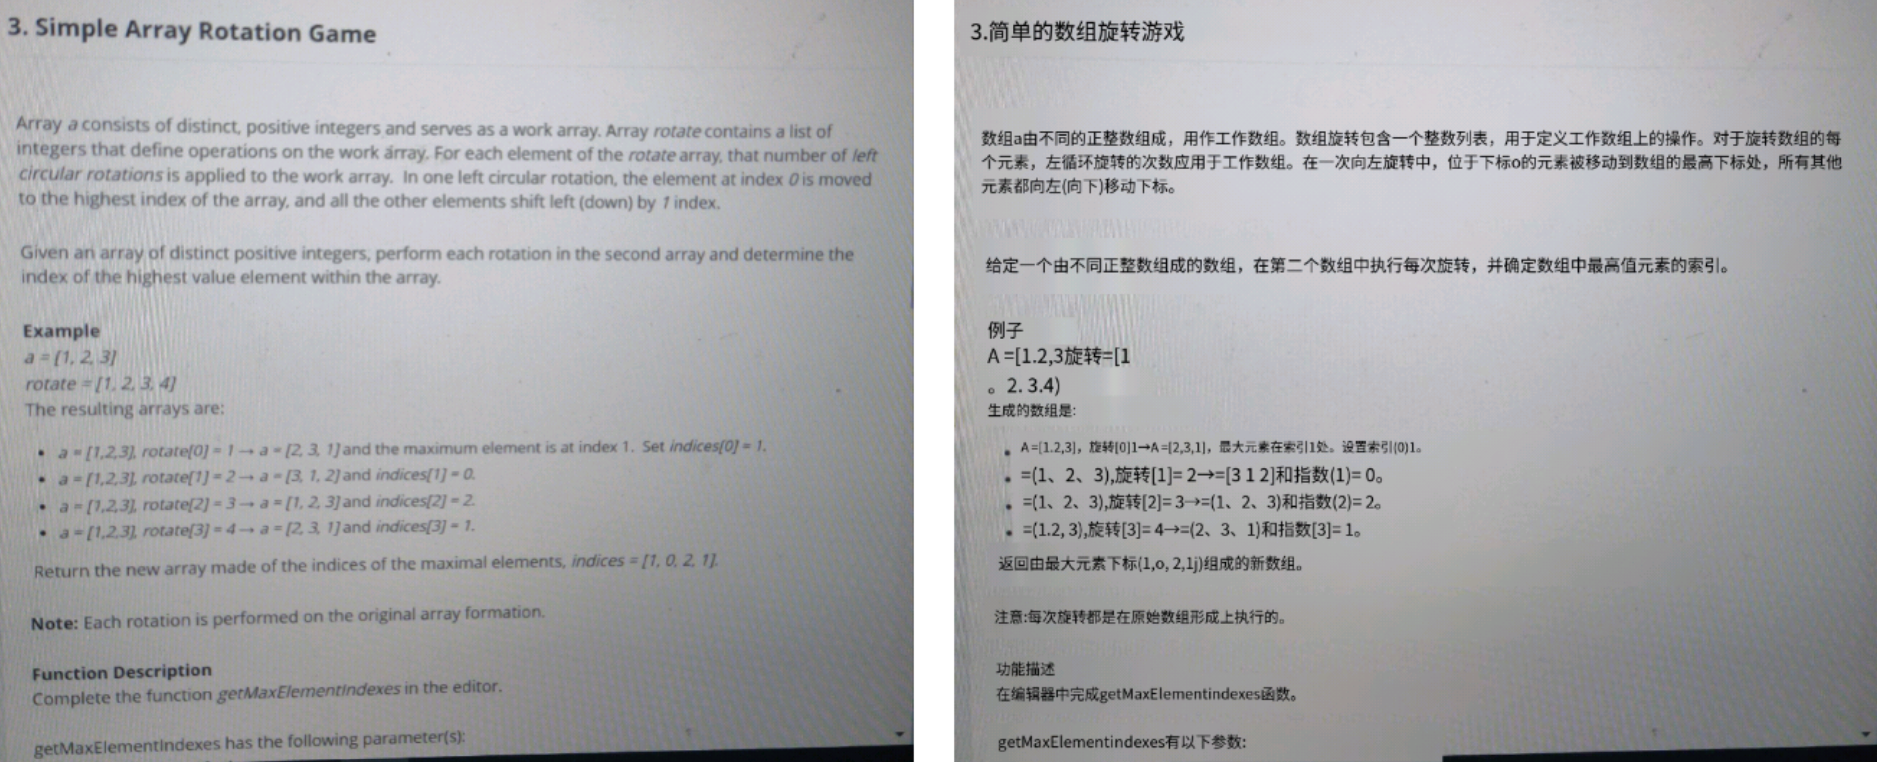 3. Simple Array Rotation Game
Array a consists of distinct, positive integers and serves as a work array. Array rotate contains a list of
integers that define operations on the work array. For each element of the rotate array, that number of left
circular rotations is applied to the work array. In one left circular rotation, the element at index 0 is moved
to the highest index of the array, and all the other elements shift left (down) by 1 index.
Given an array of distinct positive integers, perform each rotation in the second array and determine the
index of the highest value element within the array.
Example
a = [1, 2, 3]
rotate = [1, 2, 3, 4]
The resulting arrays are:
• a = [1,2,3], rotate[0] = 1 → a = [2, 3, 1] and the maximum element is at index 1. Set indices[0] = 1.
• a = [1,2,3], rotate[1] = 2 → a = [3, 1, 2] and indices[1] = 0.
• a = [1,2,3], rotate[2] = 3 → a = [1, 2, 3] and indices[2] = 2.
• a = [1,2,3], rotate[3] = 4 → a = [2, 3, 1] and indices[3] = 1.
Return the new array made of the indices of the maximal elements, indices = [1, 0, 2, 1].
Note: Each rotation is performed on the original array formation.
Function Description
Complete the function getMaxElementIndexes in the editor.
getMaxElementIndexes has the following parameter(s):
3.简单的数组旋转游戏
数组a由不同的正整数组成，用作工作数组。数组旋转包含一个整数列表，用于定义工作数组上的操作。对于旋转数组的每
个元素，左循环旋转的次数应用于工作数组。在一次向左旋转中，位于下标o的元素被移动到数组的最高下标处，所有其他
元素都向左(向下)移动下标。
给定一个由不同正整数组成的数组，在第二个数组中执行每次旋转，并确定数组中最高值元素的索引。
例子
A =[1.2,3旋转=[1
。2. 3.4)
生成的数组是:
• A=[1.2,3]，旋转[0]1→A=[2,3,1]，最大元素在索引1处。设置索引(0)1。
• =(1、2、3),旋转[1]= 2→=[3 1 2]和指数(1)= 0。
• =(1、2、3),旋转[2]= 3→=(1、2、3)和指数(2)= 2。
• =(1.2, 3),旋转[3]= 4→=(2、3、1)和指数[3]= 1。
返回由最大元素下标(1,o, 2,1j)组成的新数组。
注意:每次旋转都是在原始数组形成上执行的。
功能描述
在编辑器中完成getMaxElementindexes函数。
getMaxElementindexes有以下参数: